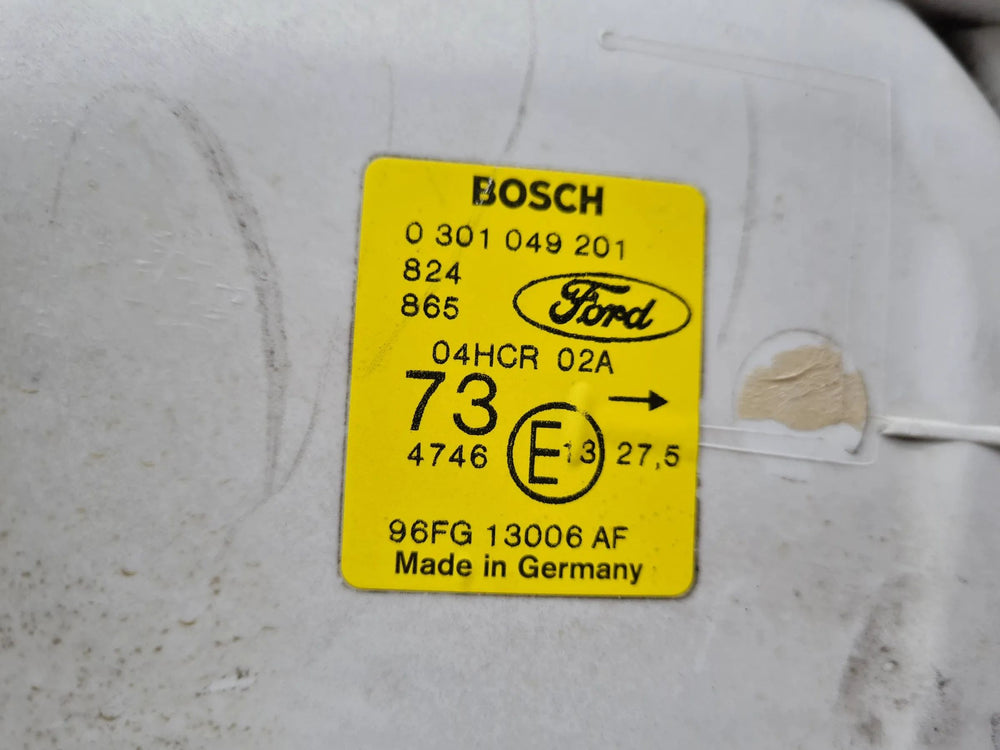 BOSCH
0 301 049 201
824
865
Ford
04HCR 02A
73 →
4746 E13 27,5
96FG 13006 AF
Made in Germany